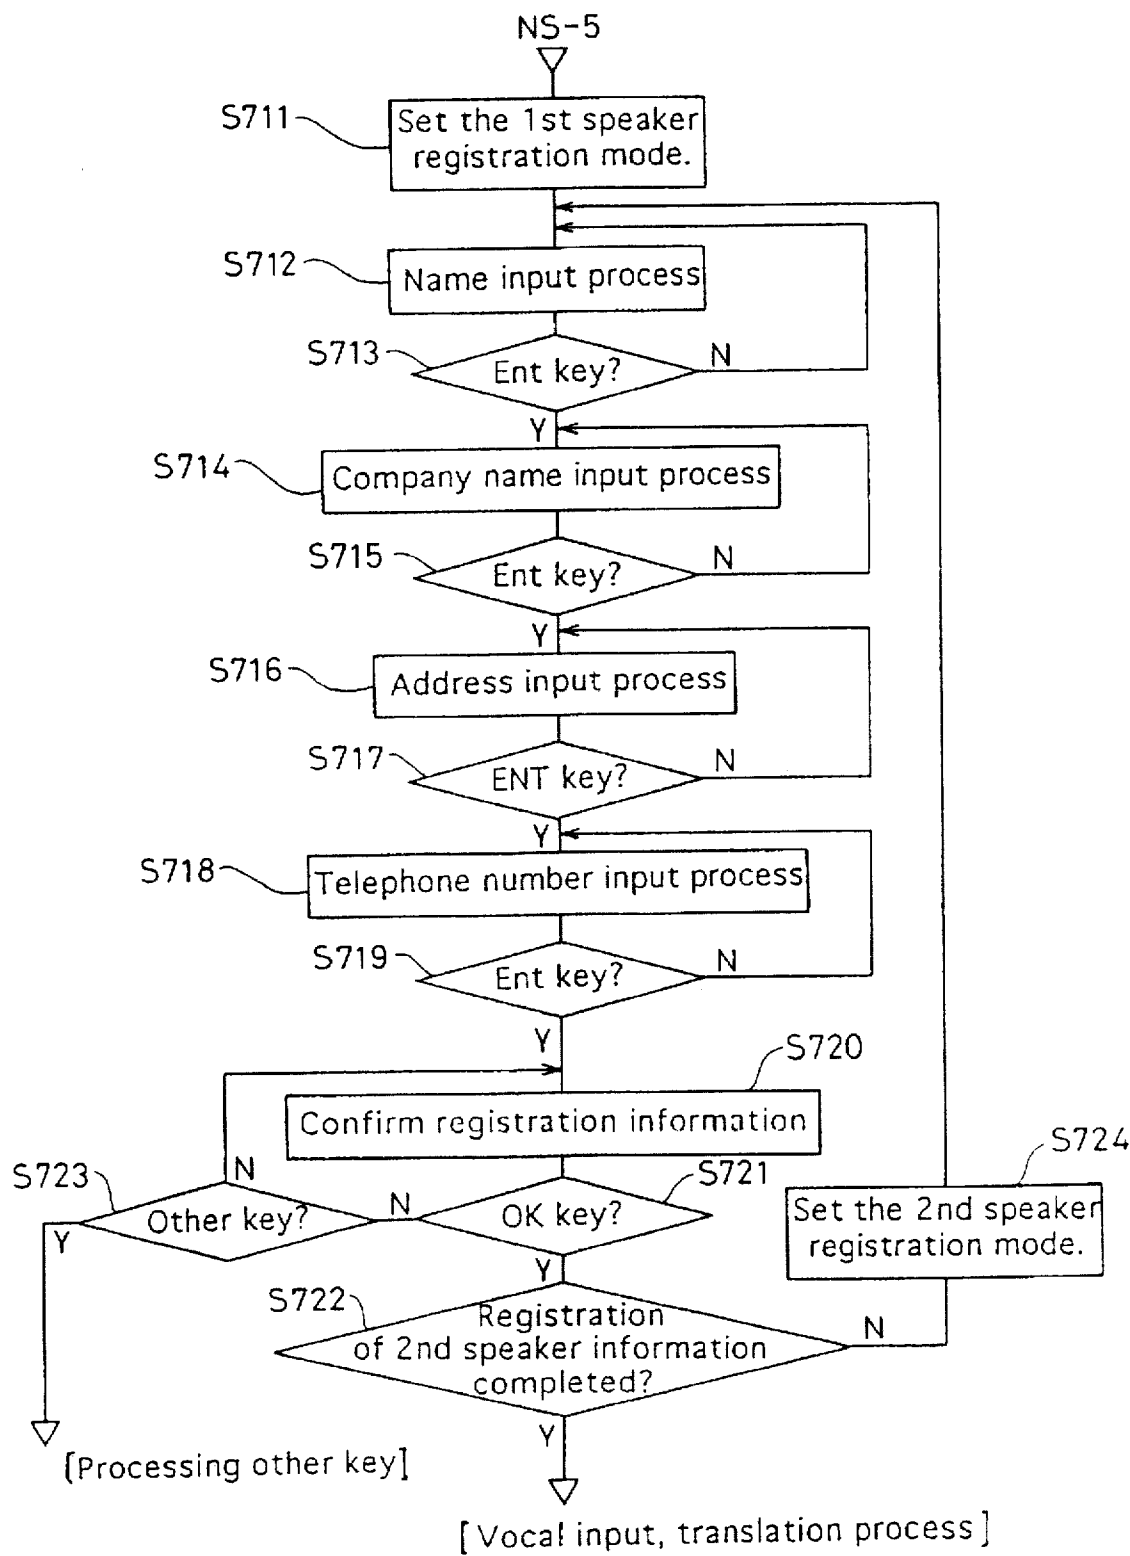 NS-5
S711
Set the 1st speaker
registration mode.
S712
Name input process
S713
Ent key?
N
Y
S714
Company name input process
S715
Ent key?
N
Y
S716
Address input process
S717
ENT key?
N
Y
S718
Telephone number input process
S719
Ent key?
N
Y
S720
Confirm registration information
S721
OK key?
N
Y
S723
Other key?
N
Y
S724
Set the 2nd speaker
registration mode.
S722
Registration
of 2nd speaker information
completed?
N
Y
[Processing other key]
[Vocal input, translation process]